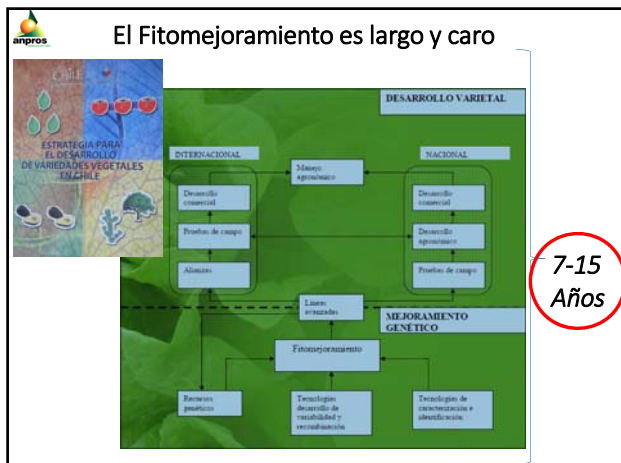 anpros
El Fitomejoramiento es largo y caro
ESTRATEGIA PARA
EL DESARROLLO
DE VARIEDADES VEGETALES
EN CHILE
DESARROLLO VARIETAL
INTERNACIONAL
NACIONAL
Manejo
agronómico
Desarrollo
comercial
Desarrollo
comercial
Pruebas de campo
Desarrollo
agronómico
Alianzas
Pruebas de campo
Líneas
avanzadas
MEJORAMIENTO
GENÉTICO
Fitomejoramiento
Recursos
genéticos
Tecnologías
desarrollo de
variabilidad y
recombinación
Tecnologías de
caracterización e
identificación
7-15
Años